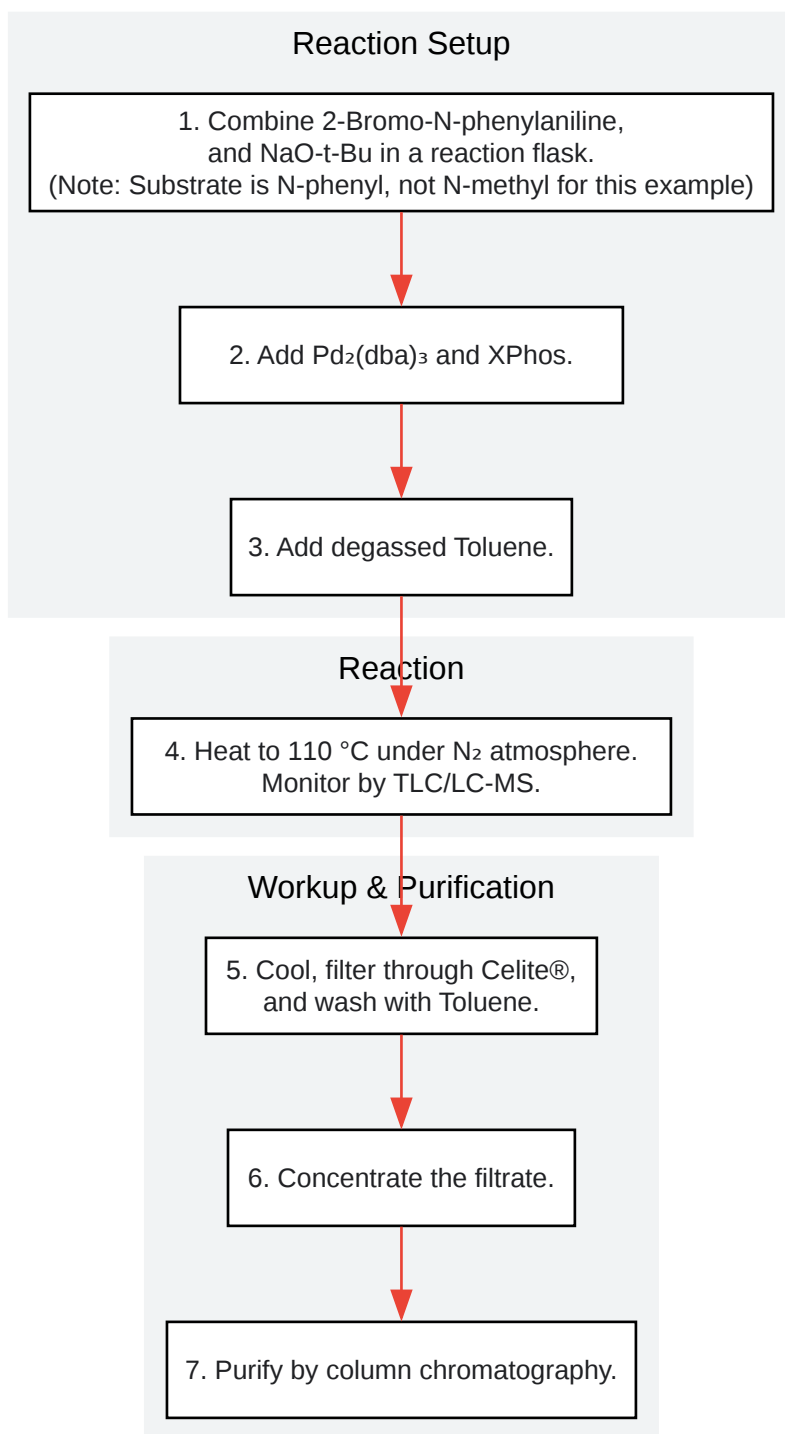 Reaction Setup
1. Combine 2-Bromo-N-phenylaniline,
and NaO-t-Bu in a reaction flask.
(Note: Substrate is N-phenyl, not N-methyl for this example)
2. Add Pd₂(dba)₃ and XPhos.
3. Add degassed Toluene.
Reaction
4. Heat to 110 °C under N₂ atmosphere.
Monitor by TLC/LC-MS.
Workup & Purification
5. Cool, filter through Celite®,
and wash with Toluene.
6. Concentrate the filtrate.
7. Purify by column chromatography.